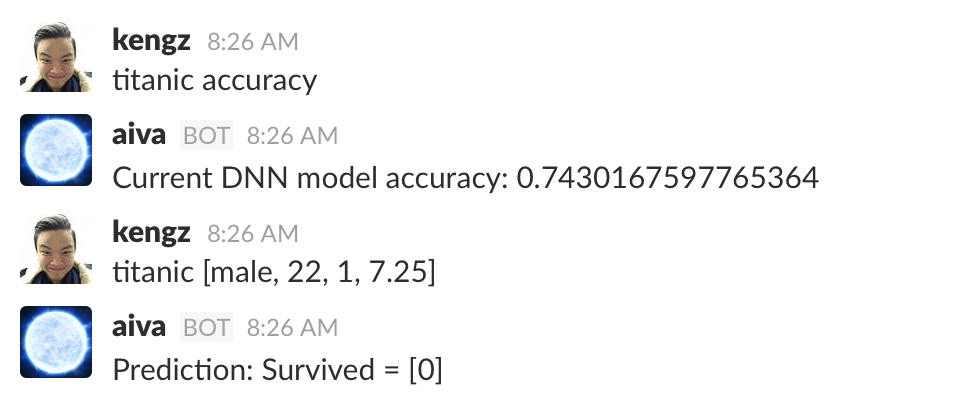 kengz 8:26 AM
titanic accuracy
aiva BOT 8:26 AM
Current DNN model accuracy: 0.7430167597765364
kengz 8:26 AM
titanic [male, 22, 1, 7.25]
aiva BOT 8:26 AM
Prediction: Survived = [0]